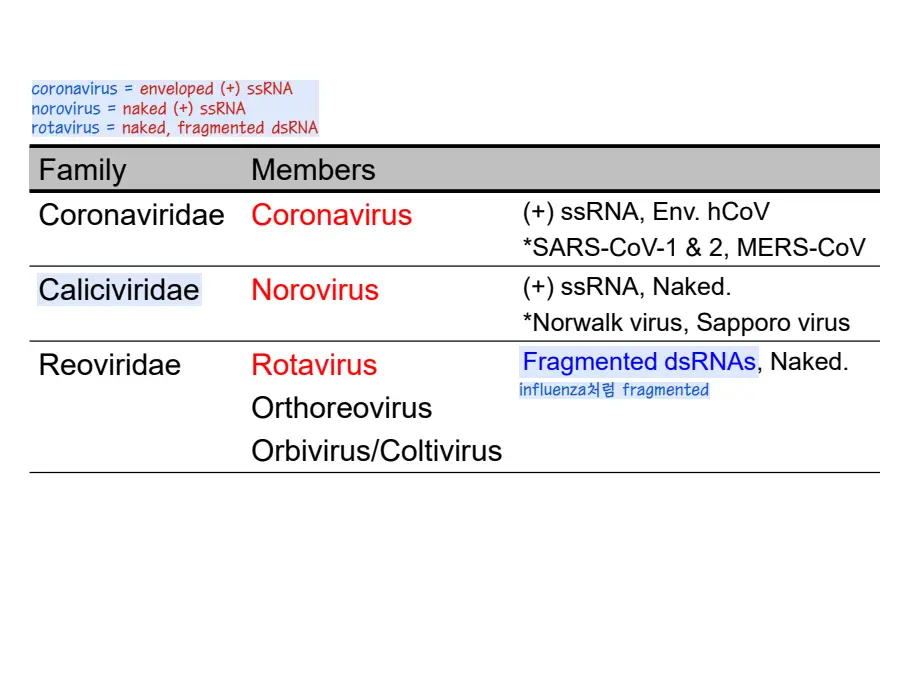 coronavirus = enveloped (+) ssRNA
norovirus = naked (+) ssRNA
rotavirus = naked, fragmented dsRNA
Family Members
Coronaviridae Coronavirus (+) ssRNA, Env. hCoV
*SARS-CoV-1 & 2, MERS-CoV
Caliciviridae Norovirus (+) ssRNA, Naked.
*Norwalk virus, Sapporo virus
Reoviridae Rotavirus Fragmented dsRNAs, Naked.
influenza처럼 fragmented
Orthoreovirus
Orbivirus/Coltivirus